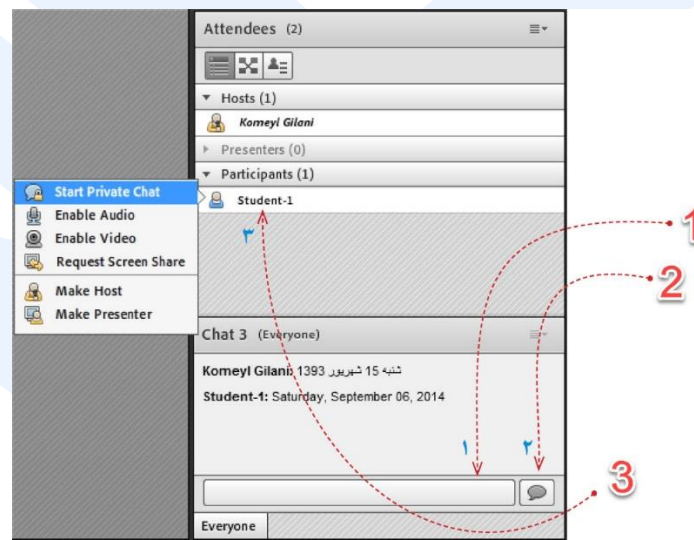 Attendees (2)
Hosts (1)
Komeyl Gilani
Presenters (0)
Participants (1)
Student-1
Start Private Chat
Enable Audio
Enable Video
Request Screen Share
Make Host
Make Presenter
۳
1
2
Chat 3 (Everyone)
Komeyl Gilani: شنبه 15 شهریور 1393
Student-1: Saturday, September 06, 2014
۱
۲
3
Everyone